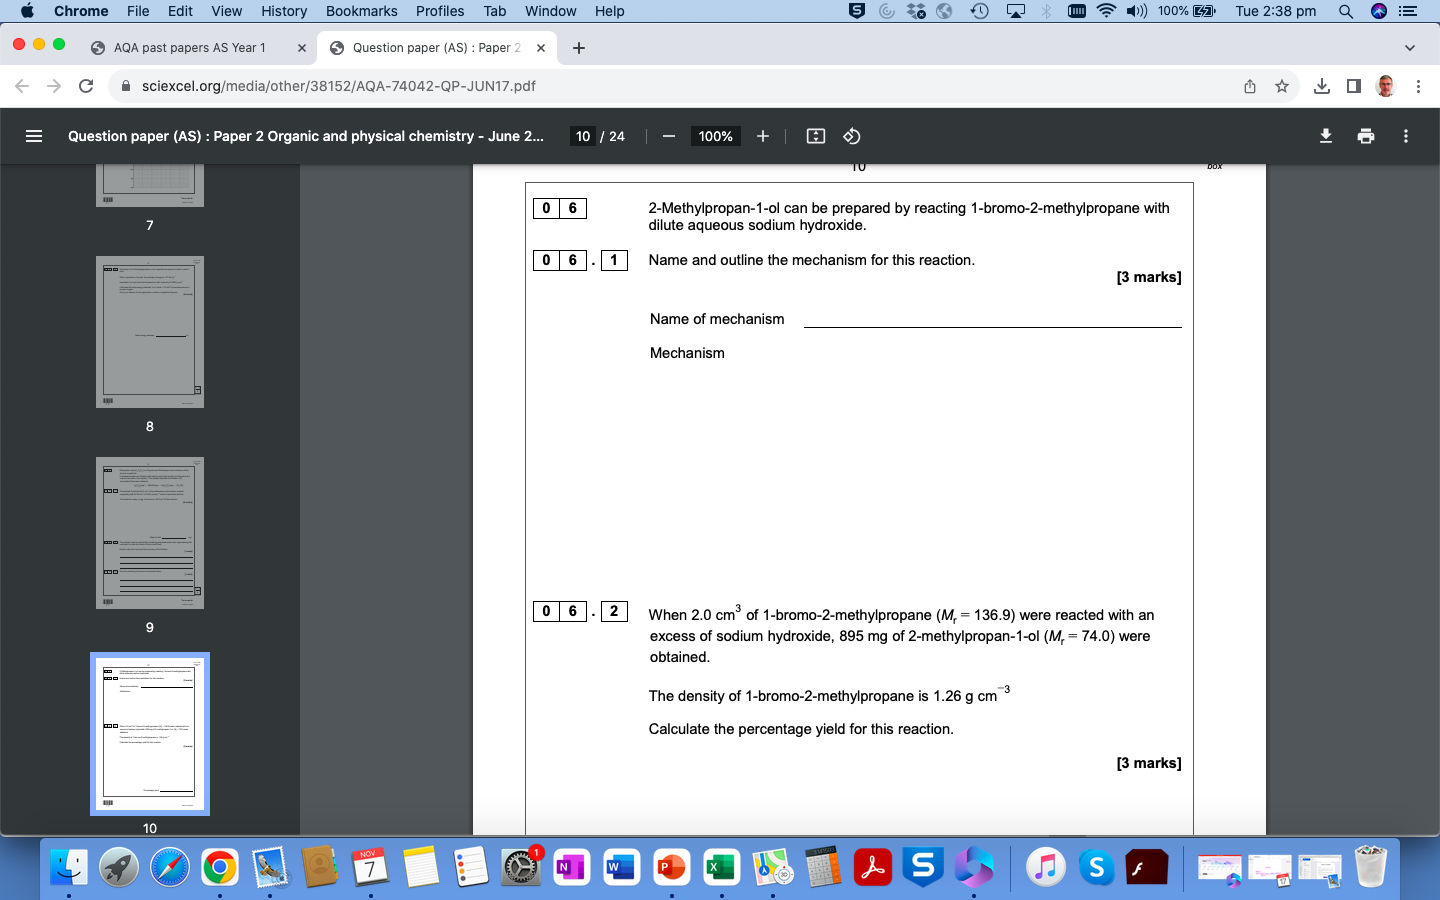 Chrome File Edit View History Bookmarks Profiles Tab Window Help 100% Tue 2:38 pm
AQA past papers AS Year 1
Question paper (AS) : Paper 2
sciexcel.org/media/other/38152/AQA-74042-QP-JUN17.pdf
Question paper (AS) : Paper 2 Organic and physical chemistry - June 2... 10 / 24 100%
7
8
9
10
10
box
0 6 2-Methylpropan-1-ol can be prepared by reacting 1-bromo-2-methylpropane with
dilute aqueous sodium hydroxide.
0 6 . 1 Name and outline the mechanism for this reaction.
[3 marks]
Name of mechanism
Mechanism
0 6 . 2 When 2.0 cm³ of 1-bromo-2-methylpropane (Mr = 136.9) were reacted with an
excess of sodium hydroxide, 895 mg of 2-methylpropan-1-ol (Mr = 74.0) were
obtained.
The density of 1-bromo-2-methylpropane is 1.26 g cm⁻³
Calculate the percentage yield for this reaction.
[3 marks]
NOV
7
1